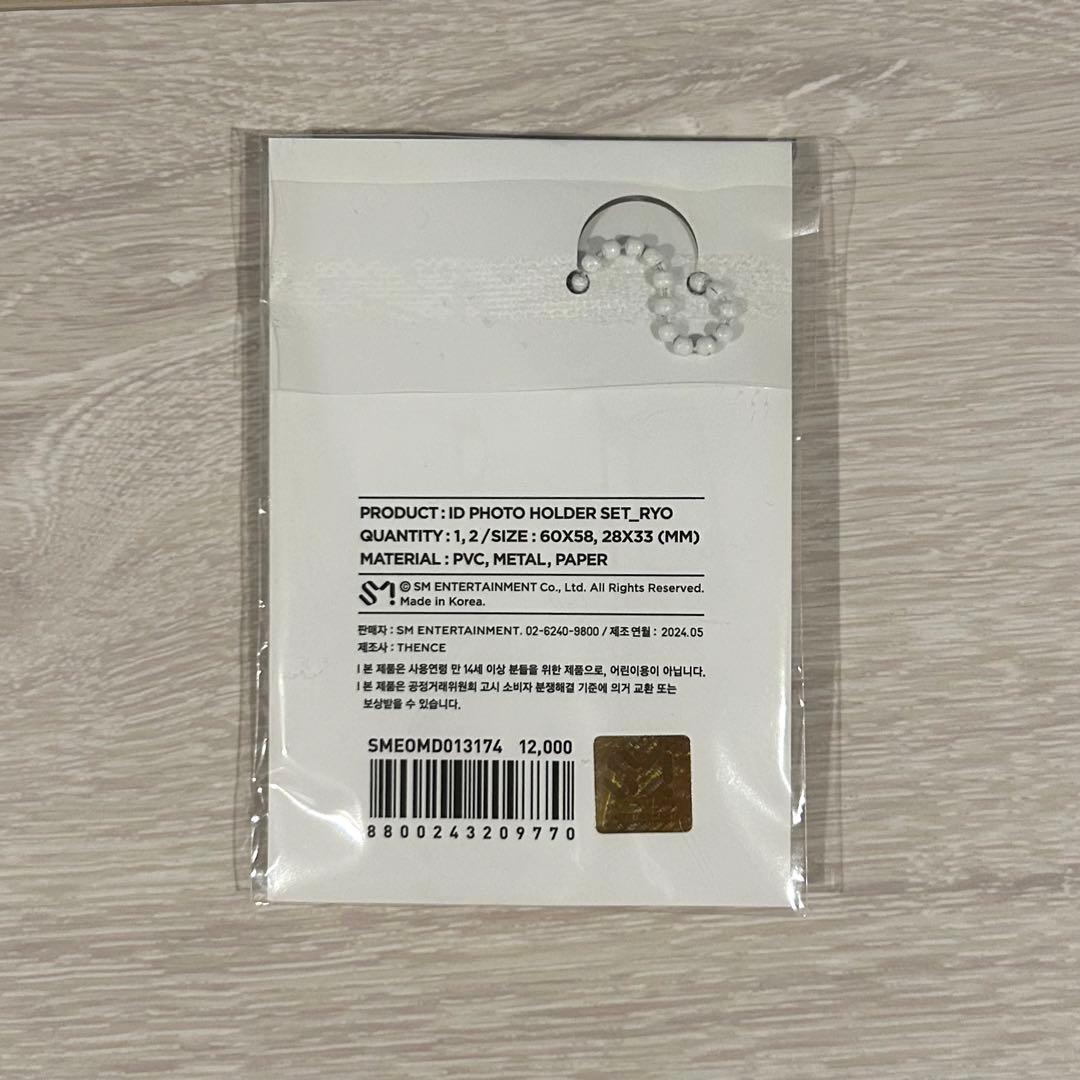 PRODUCT : ID PHOTO HOLDER SET_RYO
QUANTITY : 1, 2 / SIZE : 60X58, 28X33 (MM)
MATERIAL : PVC, METAL, PAPER
SM! © SM ENTERTAINMENT Co., Ltd. All Rights Reserved.
Made in Korea.
판매자 : SM ENTERTAINMENT. 02-6240-9800 / 제조연월 : 2024.05
제조사 : THENCE
| 본 제품은 사용연령 만 14세 이상 분들을 위한 제품으로, 어린이용이 아닙니다.
| 본 제품은 공정거래위원회 고시 소비자 분쟁해결 기준에 의거 교환 또는
보상받을 수 있습니다.
SMEOMD013174 12,000
8800243209770
SM